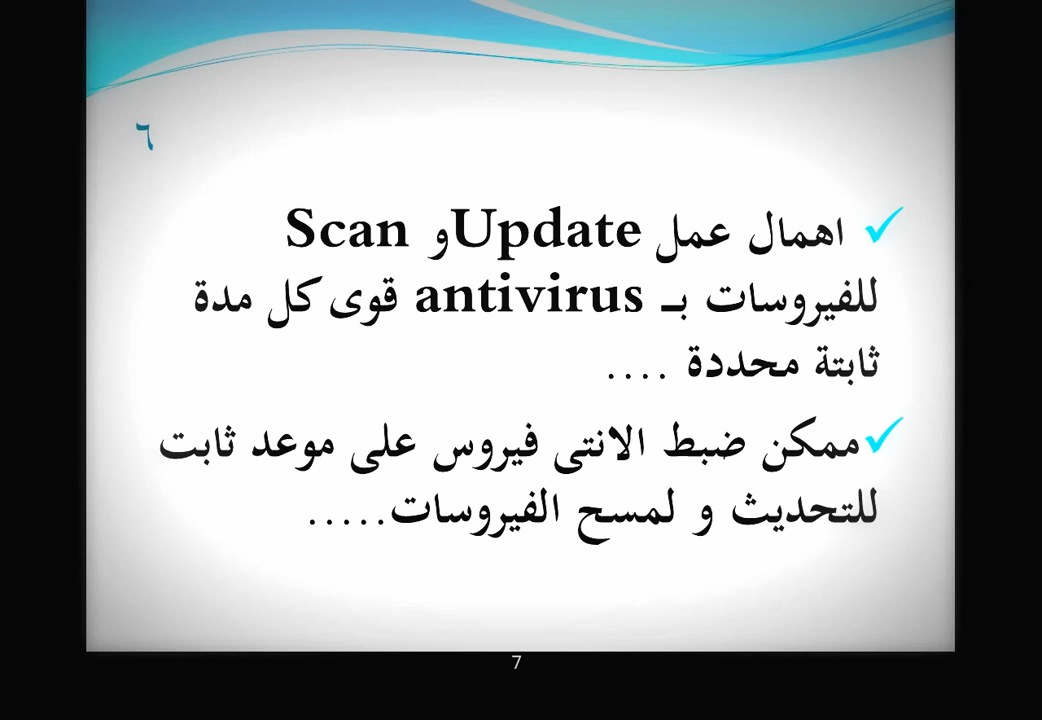 ٦
اهمال عمل Update و Scan
للفيروسات بـ antivirus قوى كل مدة
ثابتة محددة ....
ممكن ضبط الانتى فيروس على موعد ثابت
للتحديث و لمسح الفيروسات.....
7